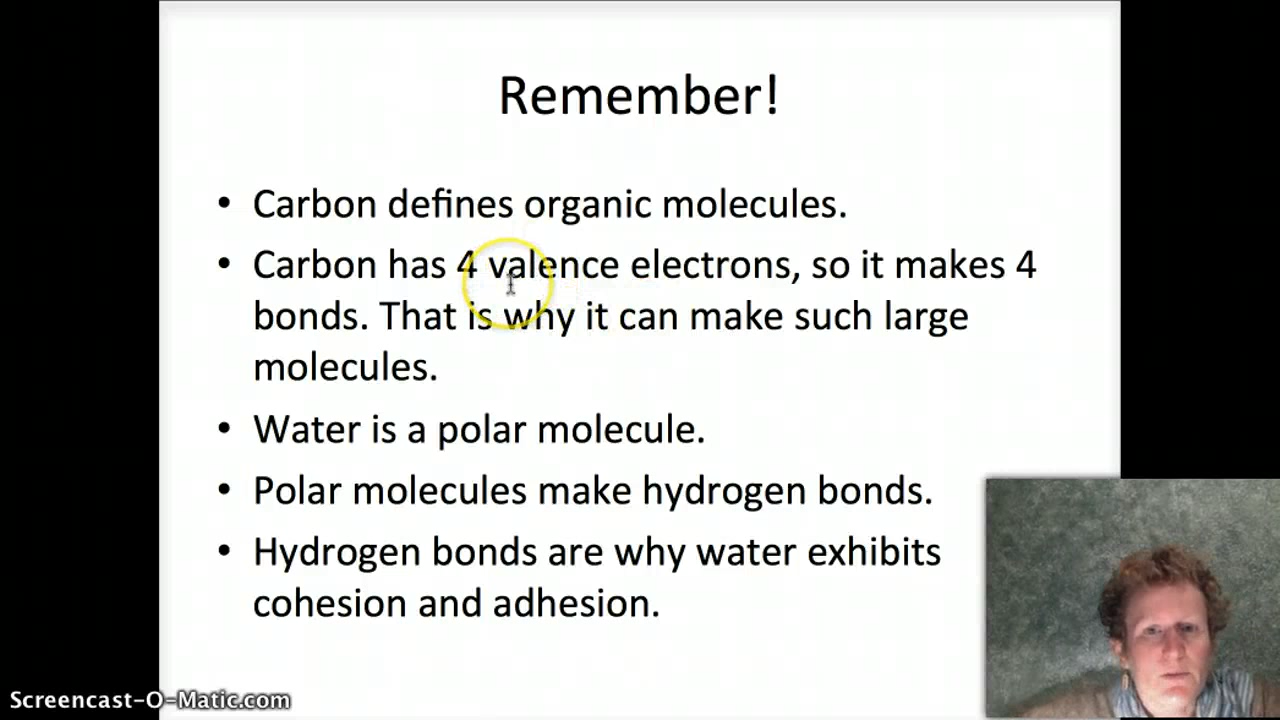 Remember!
• Carbon defines organic molecules.
• Carbon has 4 valence electrons, so it makes 4
bonds. That is why it can make such large
molecules.
• Water is a polar molecule.
• Polar molecules make hydrogen bonds.
• Hydrogen bonds are why water exhibits
cohesion and adhesion.
Screencast-O-Matic.com